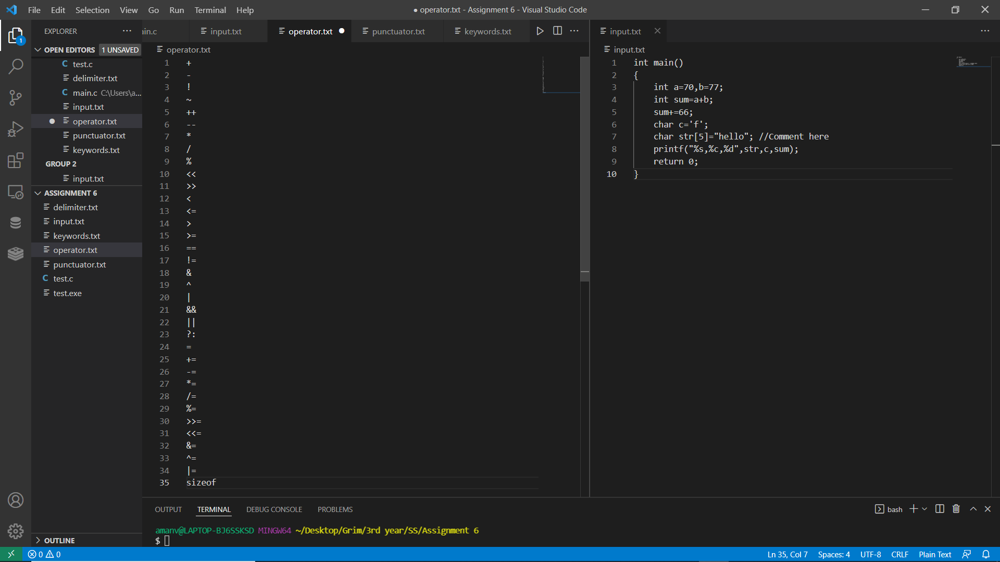 File Edit Selection View Go Run Terminal Help
● operator.txt - Assignment 6 - Visual Studio Code
EXPLORER
OPEN EDITORS 1 UNSAVED
test.c
delimiter.txt
main.c C:\Users\a...
input.txt
operator.txt
punctuator.txt
keywords.txt
GROUP 2
input.txt
ASSIGNMENT 6
delimiter.txt
input.txt
keywords.txt
operator.txt
punctuator.txt
test.c
test.exe
OUTLINE
ain.c input.txt operator.txt punctuator.txt keywords.txt
operator.txt
1 +
2 -
3 !
4 ~
5 ++
6 --
7 *
8 /
9 %
10 <<
11 >>
12 <
13 <=
14 >
15 >=
16 ==
17 !=
18 &
19 ^
20 |
21 &&
22 ||
23 ?:
24 =
25 +=
26 -=
27 *=
28 /=
29 %=
30 >>=
31 <<=
32 &=
33 ^=
34 |=
35 sizeof
input.txt
input.txt
1 int main()
2 {
3     int a=70,b=77;
4     int sum=a+b;
5     sum+=66;
6     char c='f';
7     char str[5]="hello"; //Comment here
8     printf("%s,%c,%d",str,c,sum);
9     return 0;
10 }
OUTPUT TERMINAL DEBUG CONSOLE PROBLEMS
bash
amanv@LAPTOP-BJ6SSKSD MINGW64 ~/Desktop/Grim/3rd year/SS/Assignment 6
$
0 0
Ln 35, Col 7 Spaces: 4 UTF-8 CRLF Plain Text